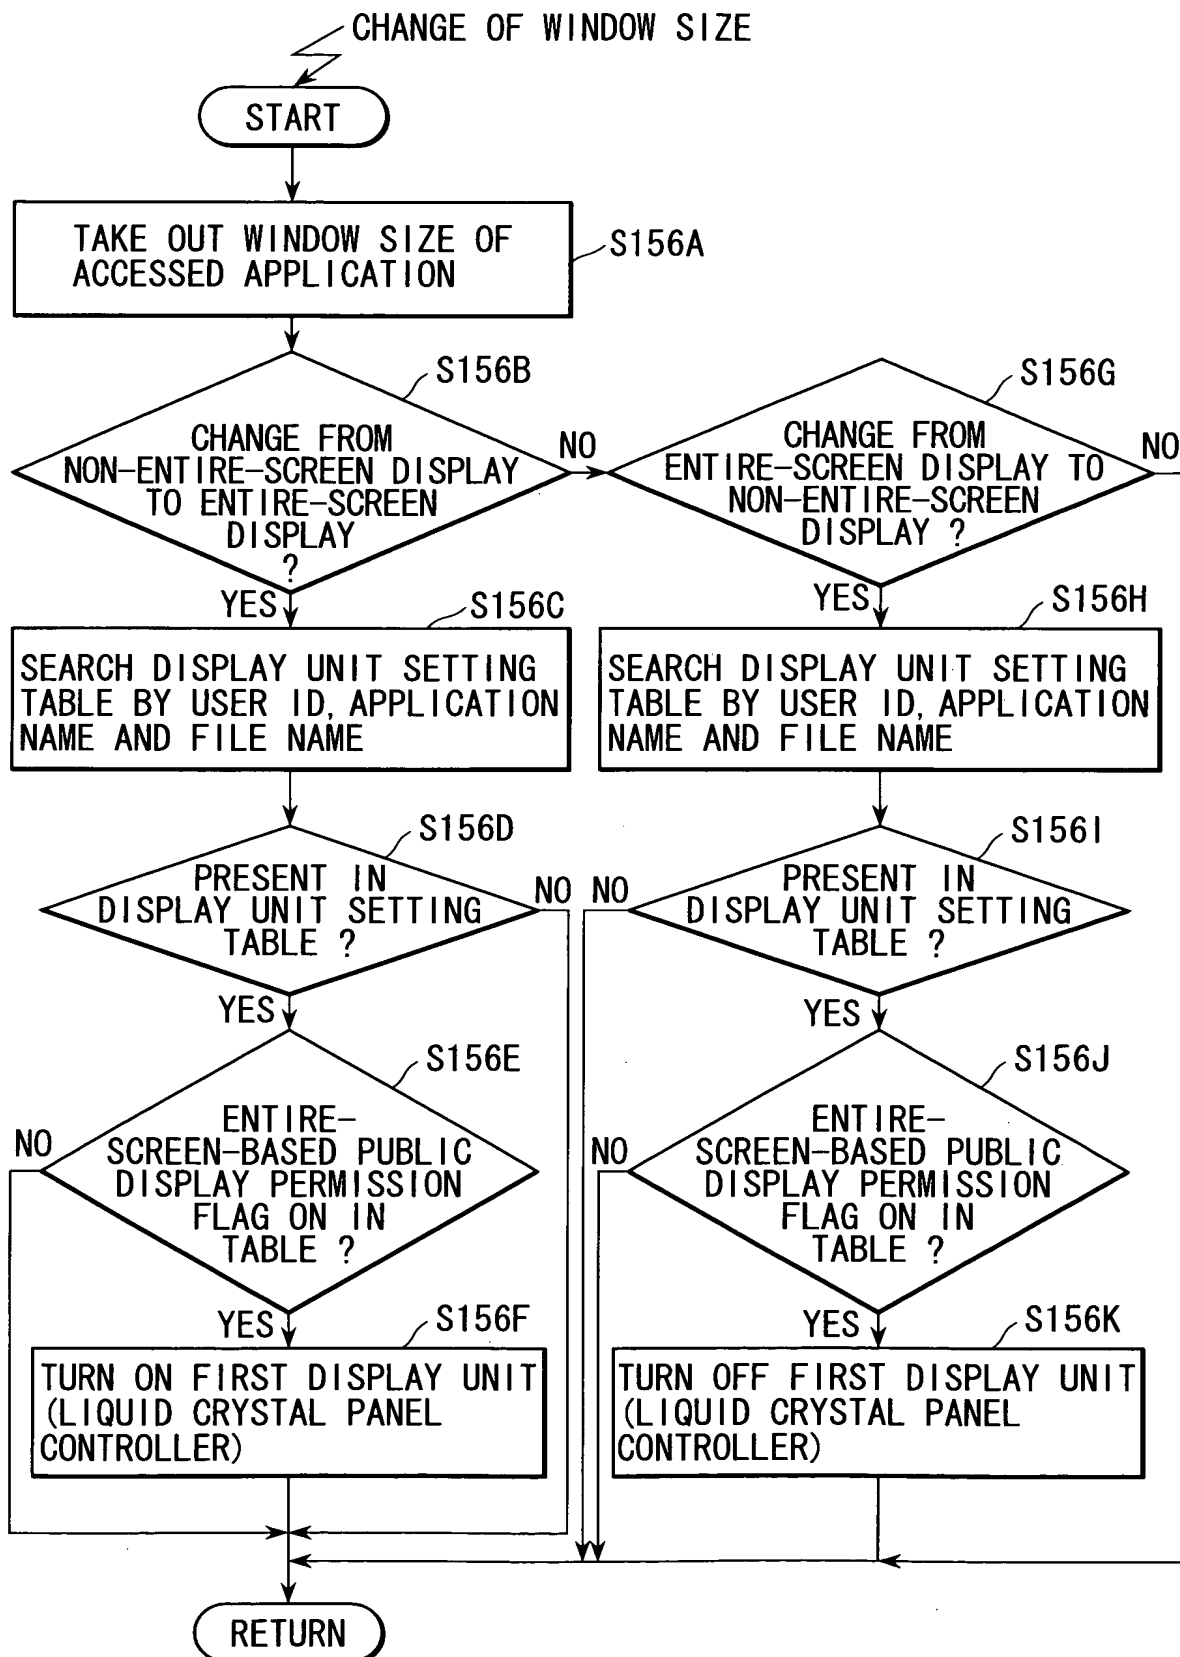 CHANGE OF WINDOW SIZE
START
TAKE OUT WINDOW SIZE OF
ACCESSED APPLICATION
S156A
S156B
CHANGE FROM
NON-ENTIRE-SCREEN DISPLAY
TO ENTIRE-SCREEN
DISPLAY
?
NO
YES
S156G
CHANGE FROM
ENTIRE-SCREEN DISPLAY TO
NON-ENTIRE-SCREEN
DISPLAY ?
NO
YES
S156C
SEARCH DISPLAY UNIT SETTING
TABLE BY USER ID, APPLICATION
NAME AND FILE NAME
S156H
SEARCH DISPLAY UNIT SETTING
TABLE BY USER ID, APPLICATION
NAME AND FILE NAME
S156D
PRESENT IN
DISPLAY UNIT SETTING
TABLE ?
NO
YES
S156I
PRESENT IN
DISPLAY UNIT SETTING
TABLE ?
NO
YES
S156E
ENTIRE-
SCREEN-BASED PUBLIC
DISPLAY PERMISSION
FLAG ON IN
TABLE ?
NO
YES
S156J
ENTIRE-
SCREEN-BASED PUBLIC
DISPLAY PERMISSION
FLAG ON IN
TABLE ?
NO
YES
S156F
TURN ON FIRST DISPLAY UNIT
(LIQUID CRYSTAL PANEL
CONTROLLER)
S156K
TURN OFF FIRST DISPLAY UNIT
(LIQUID CRYSTAL PANEL
CONTROLLER)
RETURN